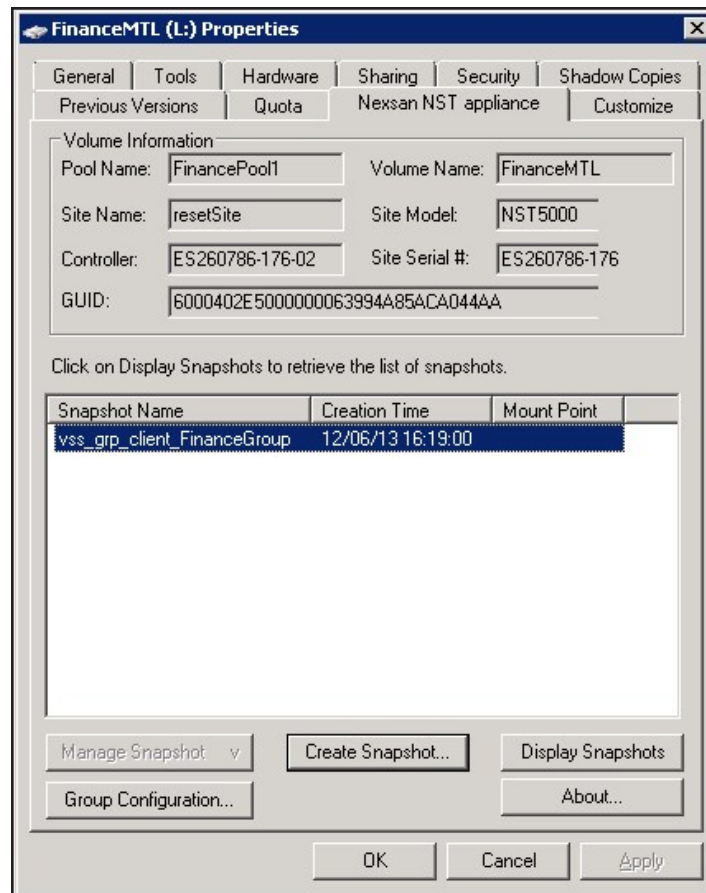 FinanceMTL (L:) Properties
General Tools Hardware Sharing Security Shadow Copies
Previous Versions Quota Nexsan NST appliance Customize
Volume Information
Pool Name: FinancePool1 Volume Name: FinanceMTL
Site Name: resetSite Site Model: NST5000
Controller: ES260786-176-02 Site Serial #: ES260786-176
GUID: 6000402E5000000063994A85ACA044AA
Click on Display Snapshots to retrieve the list of snapshots.
Snapshot Name Creation Time Mount Point
vss_grp_client_FinanceGroup 12/06/13 16:19:00
Manage Snapshot v Create Snapshot... Display Snapshots
Group Configuration... About...
OK Cancel Apply